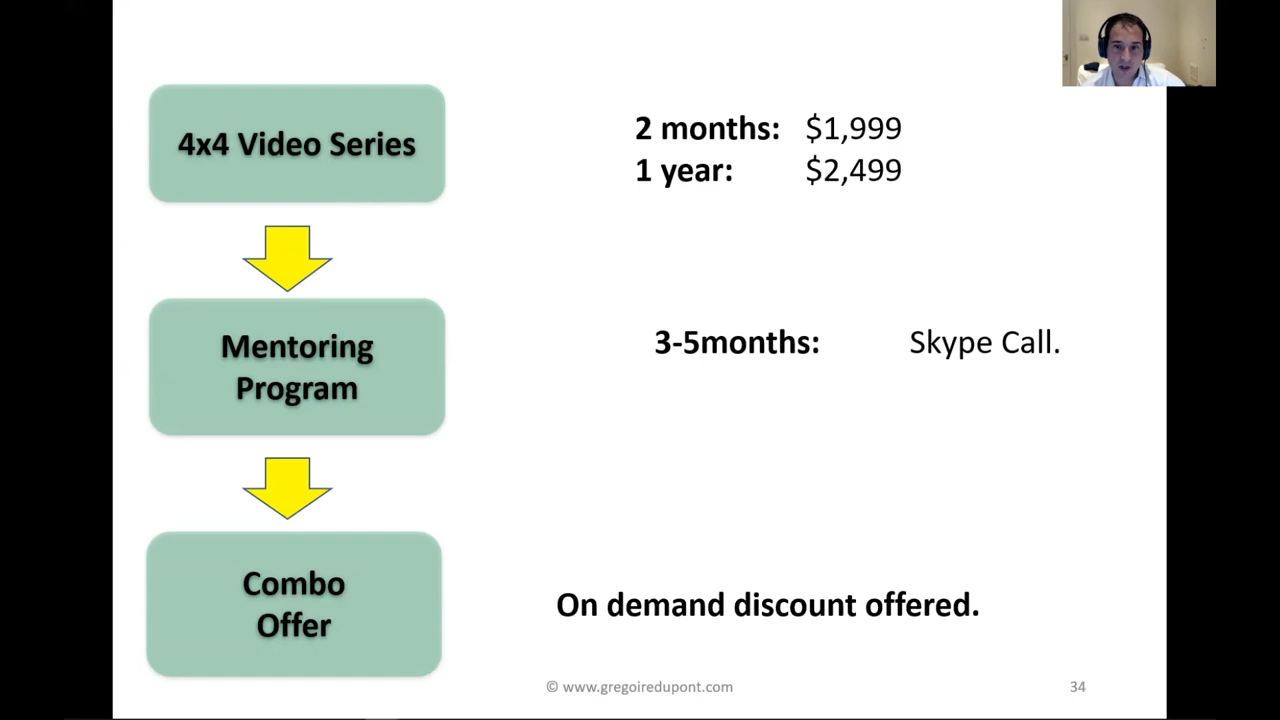 4x4 Video Series
2 months: $1,999
1 year: $2,499
Mentoring
Program
3-5months: Skype Call.
Combo
Offer
On demand discount offered.
© www.gregoiredupont.com
34